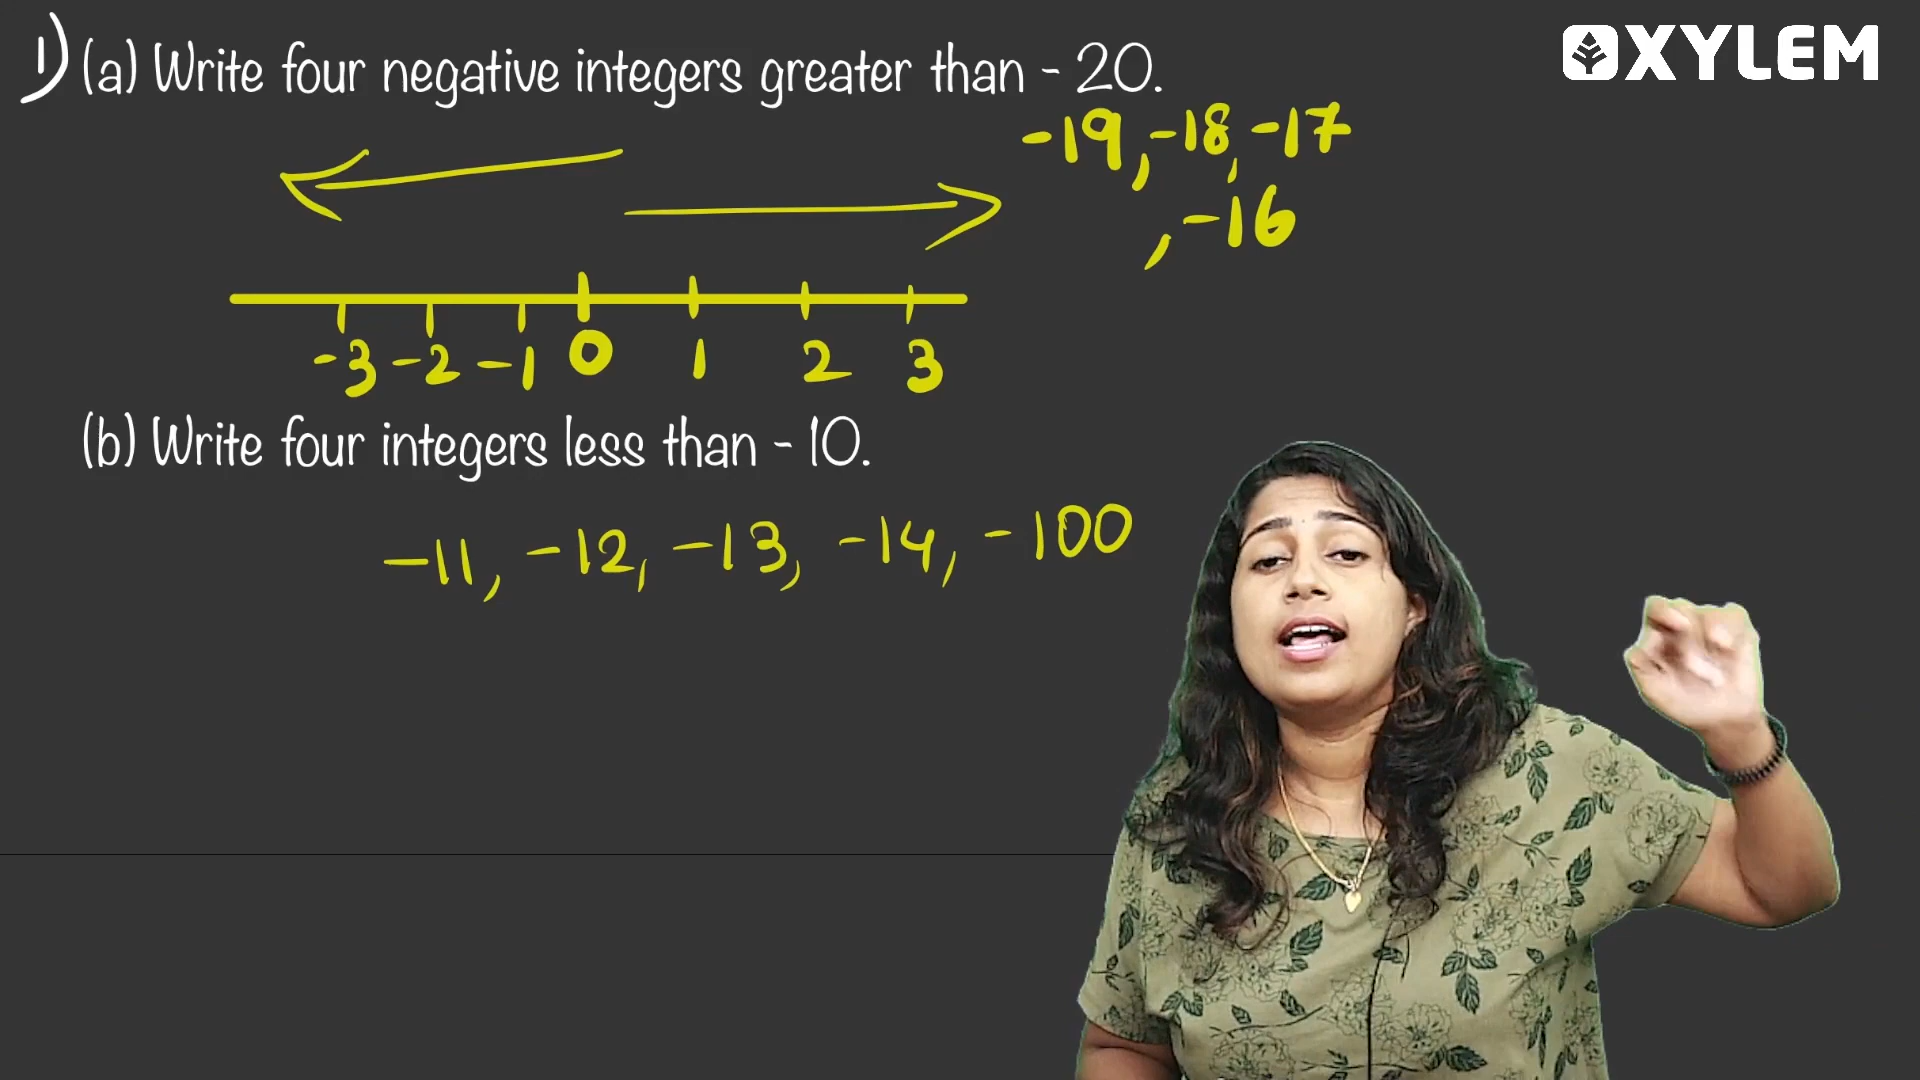 1) (a) Write four negative integers greater than - 20.
XYLEM
-19, -18, -17
, -16
-3 -2 -1 0 1 2 3
(b) Write four integers less than - 10.
-11, -12, -13, -14, -100